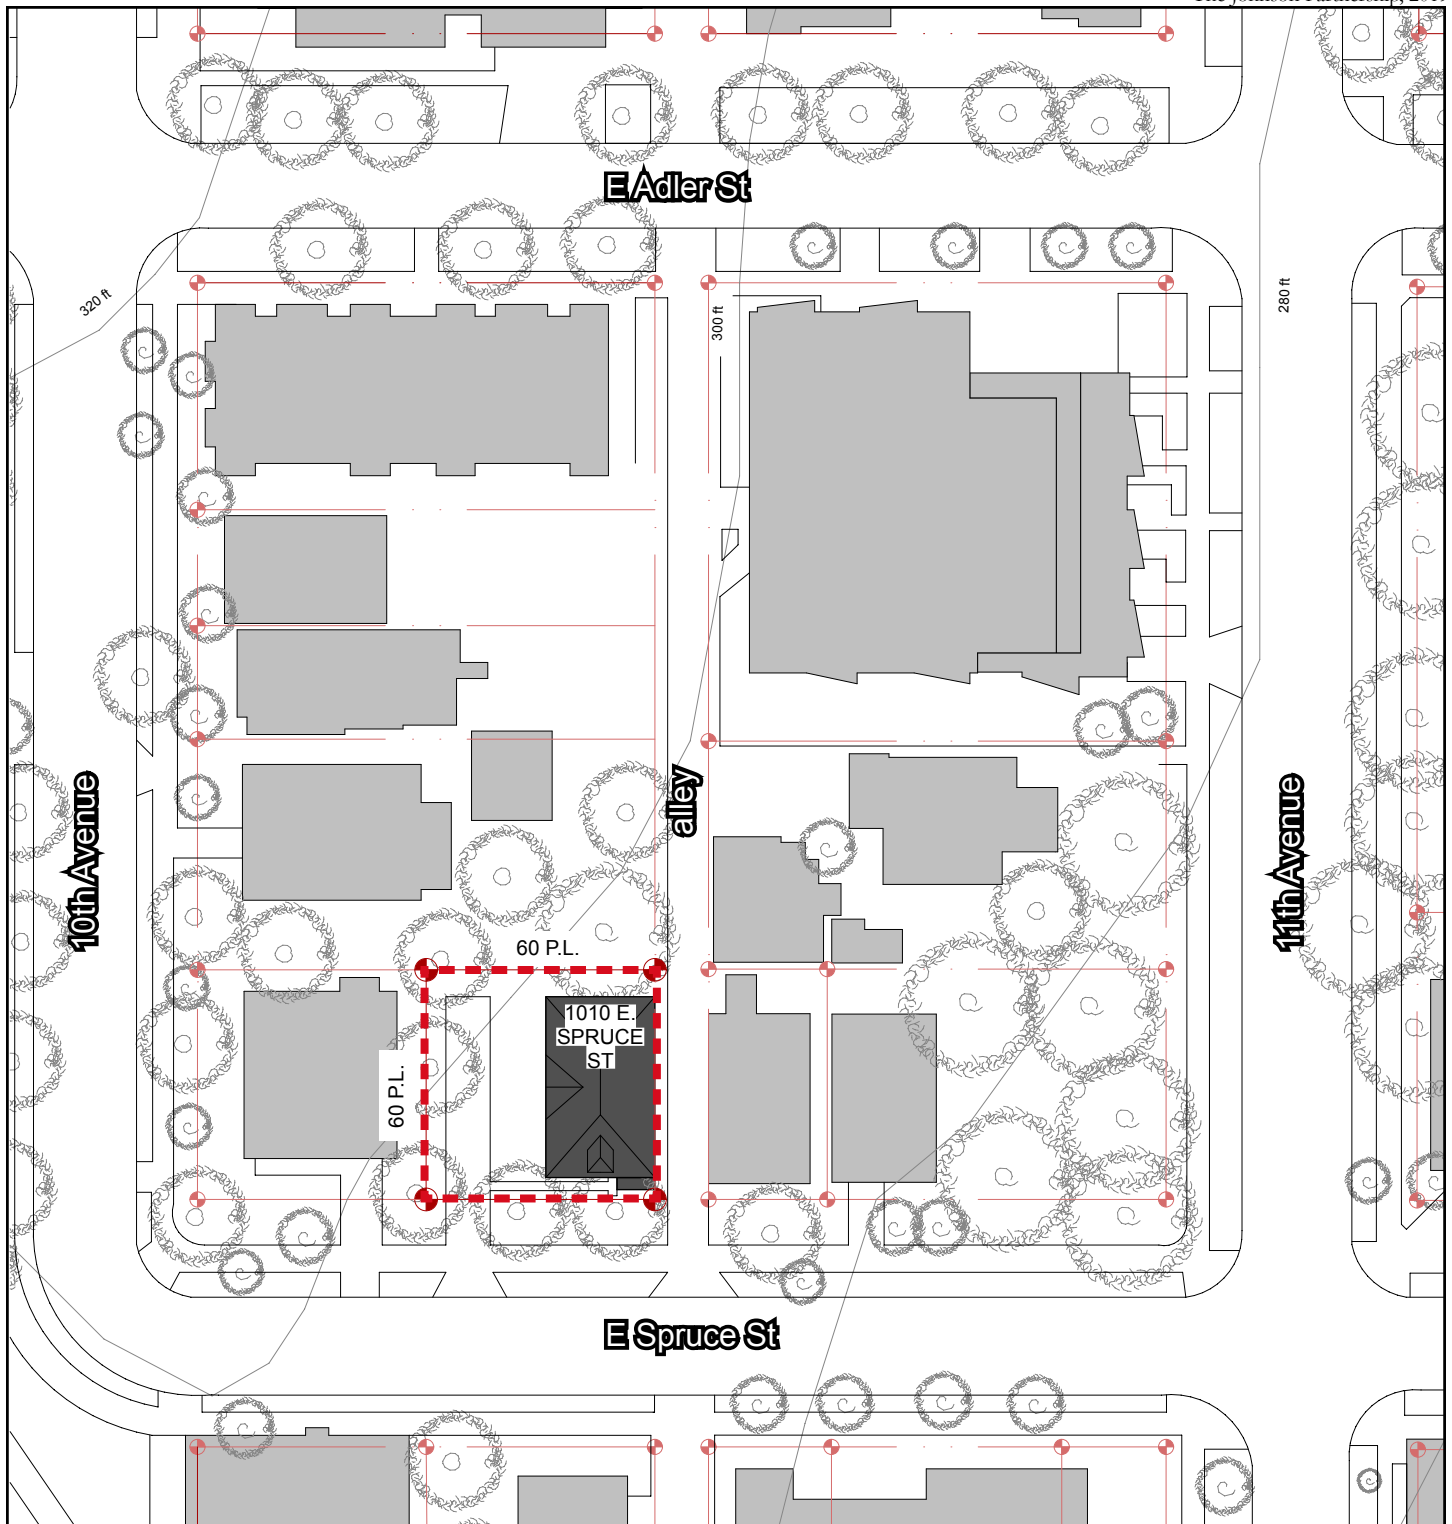 E Adler St
320 ft
300 ft
280 ft
10th Avenue
alley
11th Avenue
60 P.L.
1010 E.
SPRUCE
ST
60 P.L.
E Spruce St